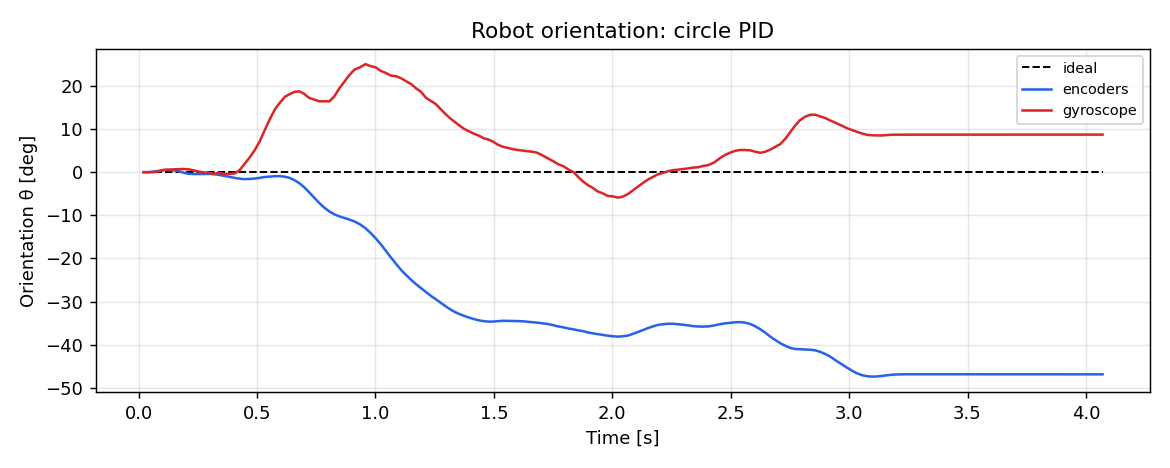 Robot orientation: circle PID
ideal
encoders
gyroscope
Orientation θ [deg]
20
10
0
−10
−20
−30
−40
−50
0.0 0.5 1.0 1.5 2.0 2.5 3.0 3.5 4.0
Time [s]